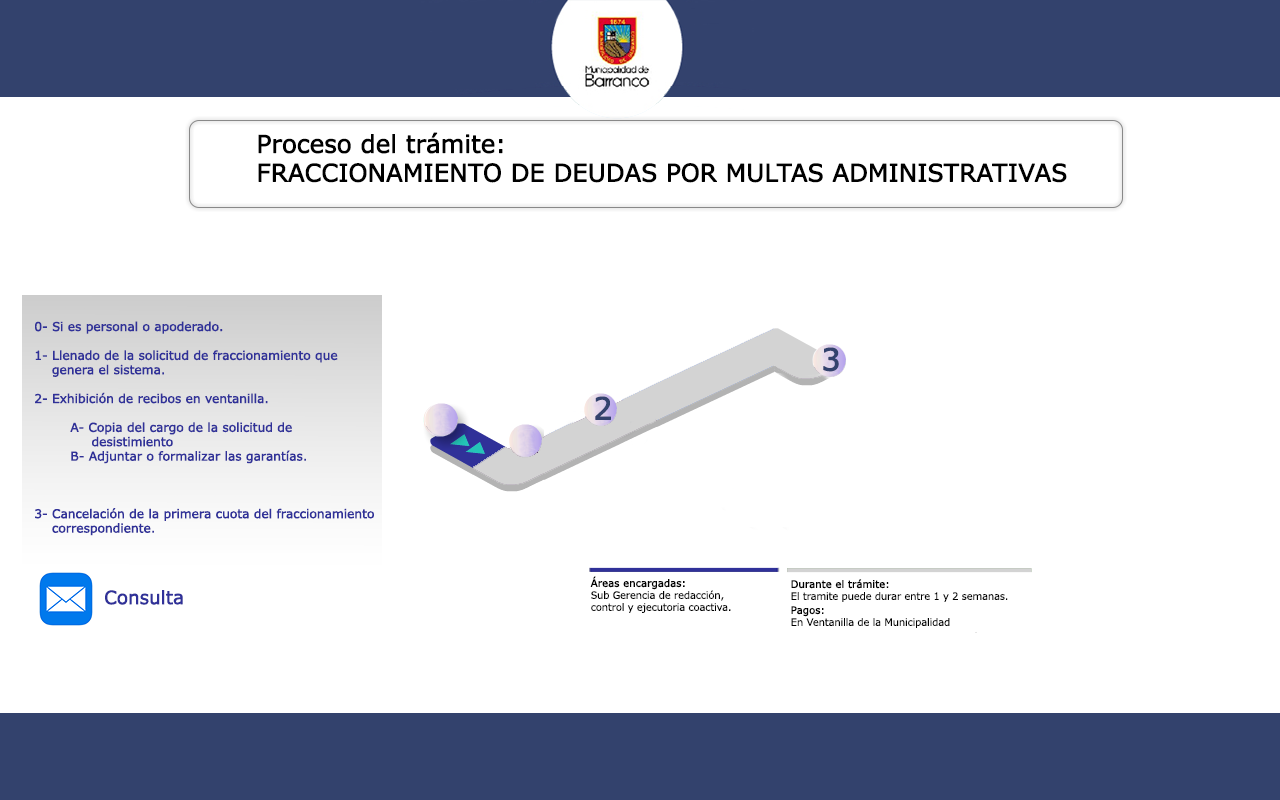 1674
Municipalidad de
Barranco
Proceso del trámite:
FRACCIONAMIENTO DE DEUDAS POR MULTAS ADMINISTRATIVAS
0- Si es personal o apoderado.
1- Llenado de la solicitud de fraccionamiento que
genera el sistema.
2- Exhibición de recibos en ventanilla.
A- Copia del cargo de la solicitud de
desistimiento
B- Adjuntar o formalizar las garantías.
3- Cancelación de la primera cuota del fraccionamiento
correspondiente.
Consulta
2
3
Áreas encargadas:
Sub Gerencia de redacción,
control y ejecutoria coactiva.
Durante el trámite:
El tramite puede durar entre 1 y 2 semanas.
Pagos:
En Ventanilla de la Municipalidad